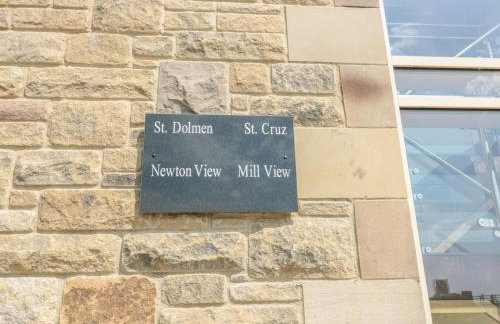 St. Dolmen St. Cruz
Newton View Mill View